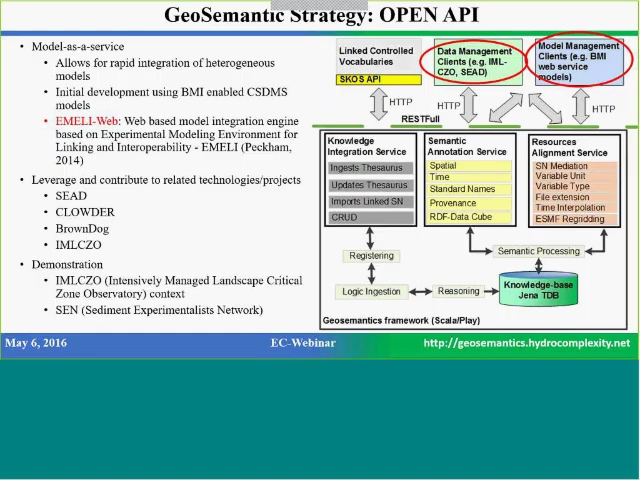 GeoSemantic Strategy: OPEN API
• Model-as-a-service
• Allows for rapid integration of heterogeneous
models
• Initial development using BMI enabled CSDMS
models
• EMELI-Web: Web based model integration engine
based on Experimental Modeling Environment for
Linking and Interoperability - EMELI (Peckham,
2014)
• Leverage and contribute to related technologies/projects
• SEAD
• CLOWDER
• BrownDog
• IMLCZO
• Demonstration
• IMLCZO (Intensively Managed Landscape Critical
Zone Observatory) context
• SEN (Sediment Experimentalists Network)
Linked Controlled
Vocabularies
SKOS API
Data Management
Clients (e.g. IML-
CZO, SEAD)
Model Management
Clients (e.g. BMI
web service
models)
HTTP
HTTP
HTTP
RESTFull
Knowledge
Integration Service
Ingests Thesaurus
Updates Thesaurus
Imports Linked SN
CRUD
Semantic
Annotation Service
Spatial
Time
Standard Names
Provenance
RDF-Data Cube
Resources
Alignment Service
SN Mediation
Variable Unit
Variable Type
File extension
Time Interpolation
ESMF Regridding
Registering
Semantic Processing
Logic Ingestion
Reasoning
Knowledge-base
Jena TDB
Geosemantics framework (Scala/Play)
May 6, 2016
EC-Webinar
http://geosemantics.hydrocomplexity.net